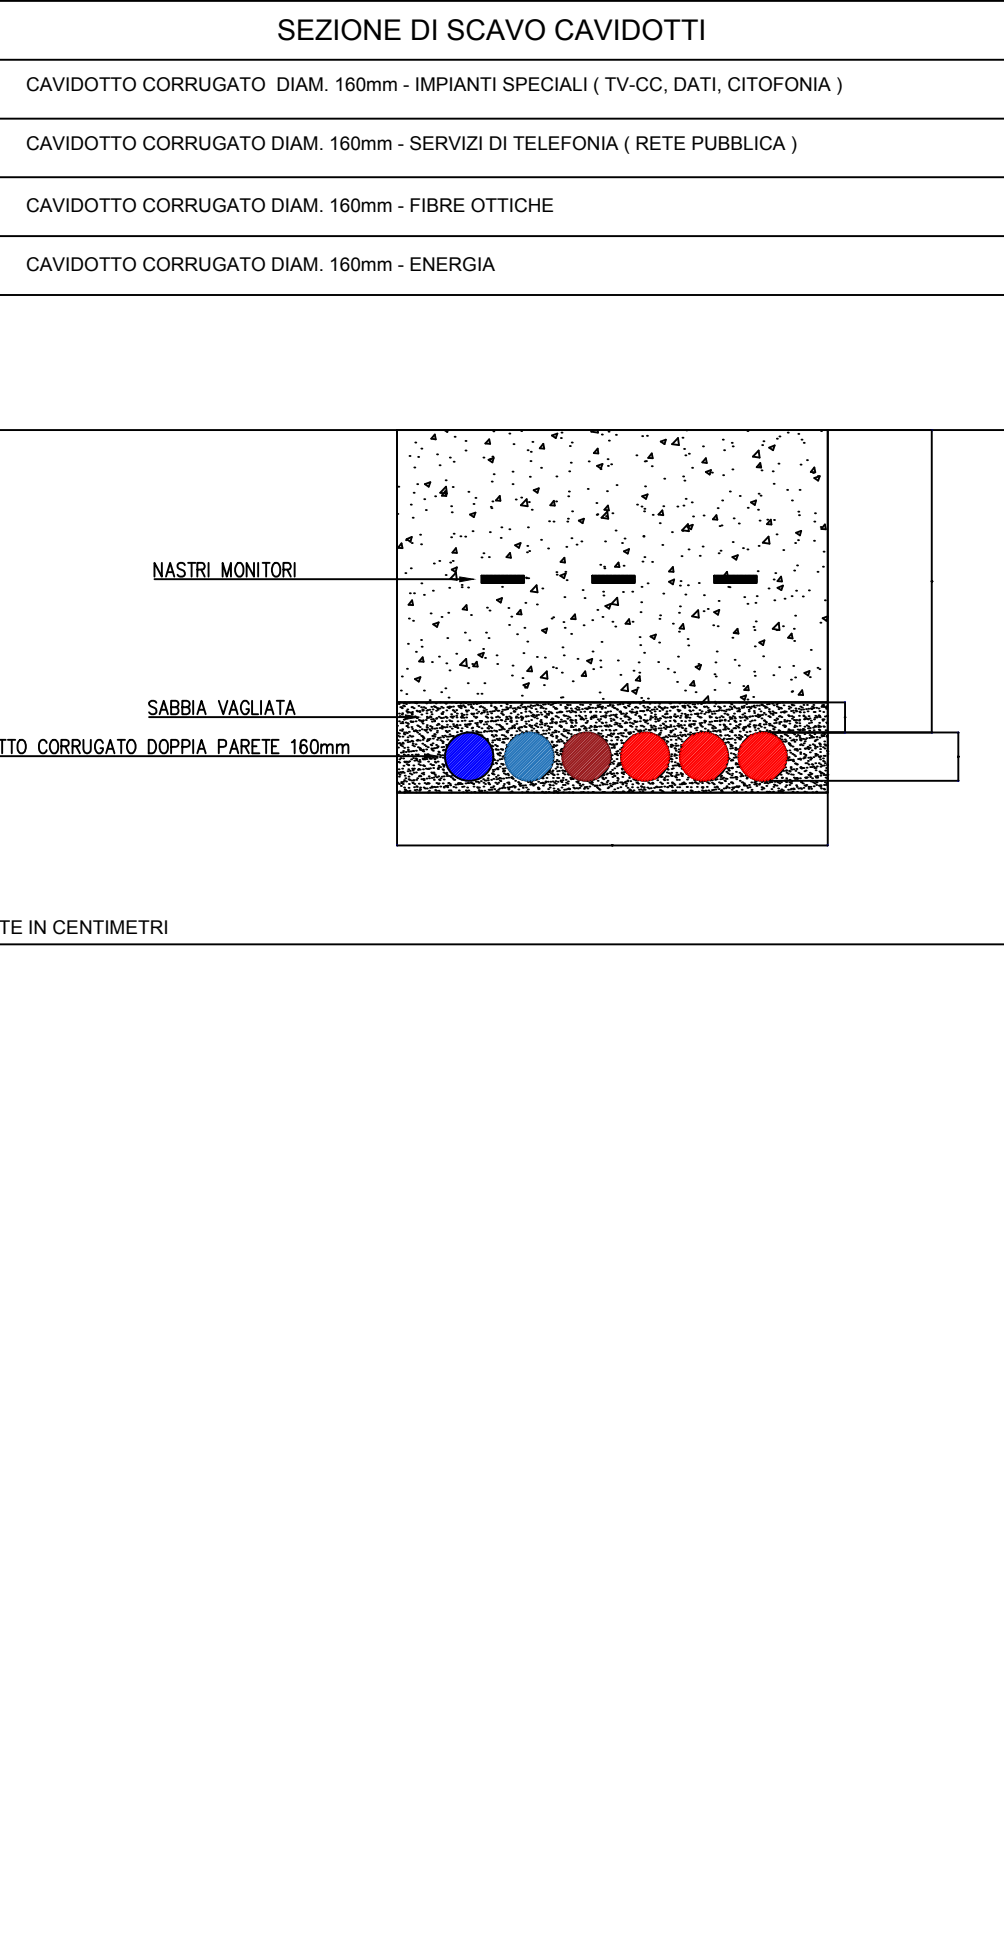 SEZIONE DI SCAVO CAVIDOTTI
CAVIDOTTO CORRUGATO  DIAM. 160mm - IMPIANTI SPECIALI ( TV-CC, DATI, CITOFONIA )
CAVIDOTTO CORRUGATO DIAM. 160mm - SERVIZI DI TELEFONIA ( RETE PUBBLICA )
CAVIDOTTO CORRUGATO DIAM. 160mm - FIBRE OTTICHE
CAVIDOTTO CORRUGATO DIAM. 160mm - ENERGIA
NASTRI MONITORI
SABBIA VAGLIATA
TTO CORRUGATO DOPPIA PARETE 160mm
TE IN CENTIMETRI